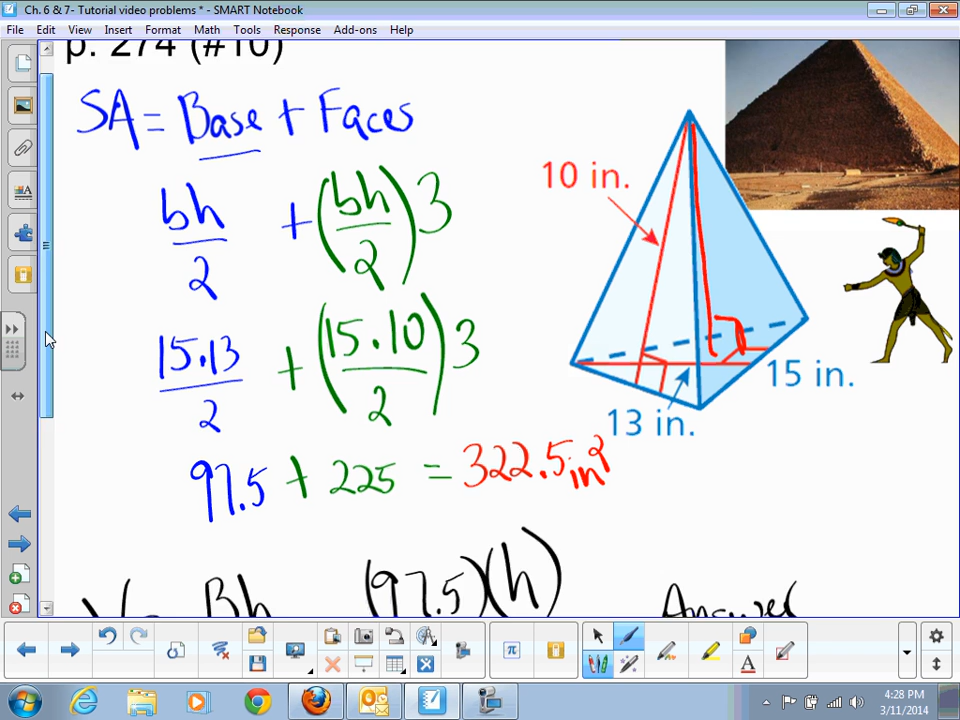 Ch. 6 & 7- Tutorial video problems * - SMART Notebook
File Edit View Insert Format Math Tools Response Add-ons Help
p. 274 (#10)
SA = Base + Faces
bh/2 + (bh/2)3
10 in.
15·13/2 + (15·10/2)3
15 in.
13 in.
97.5 + 225 = 322.5 in²
Bh (97.5)(h) Answer
π
A
4:28 PM
3/11/2014